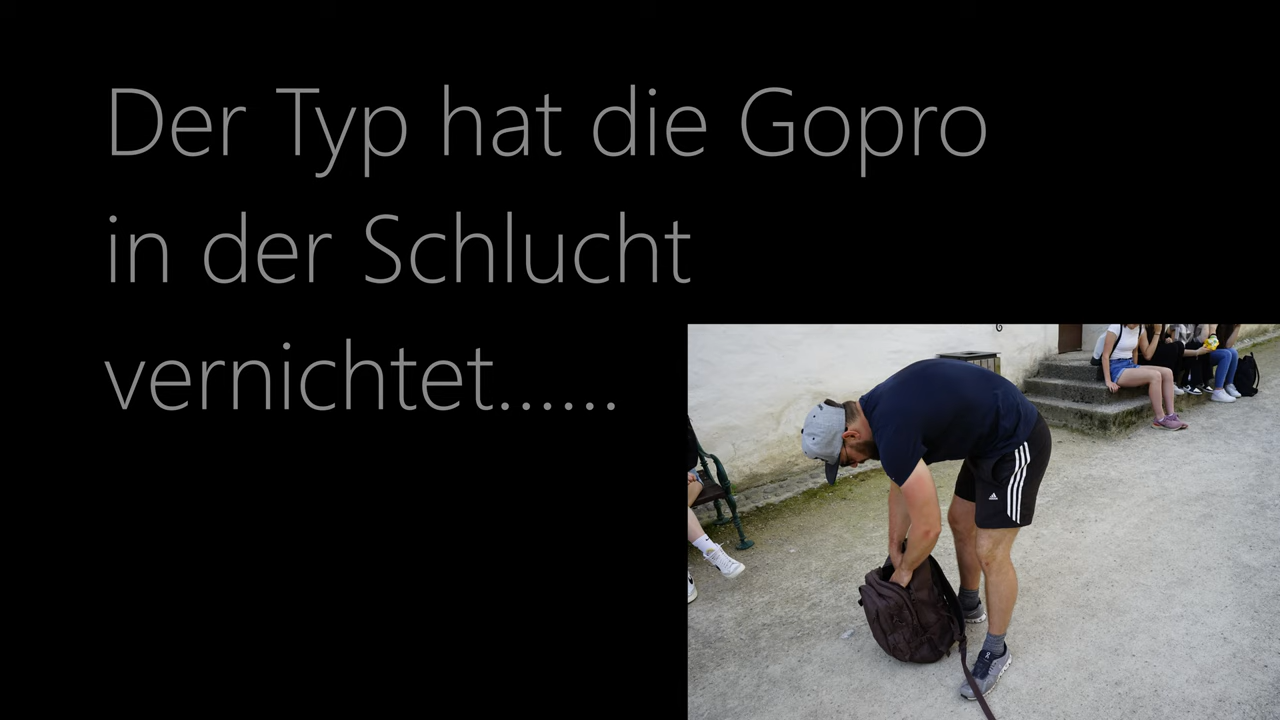 Der Typ hat die Gopro
in der Schlucht
vernichtet......